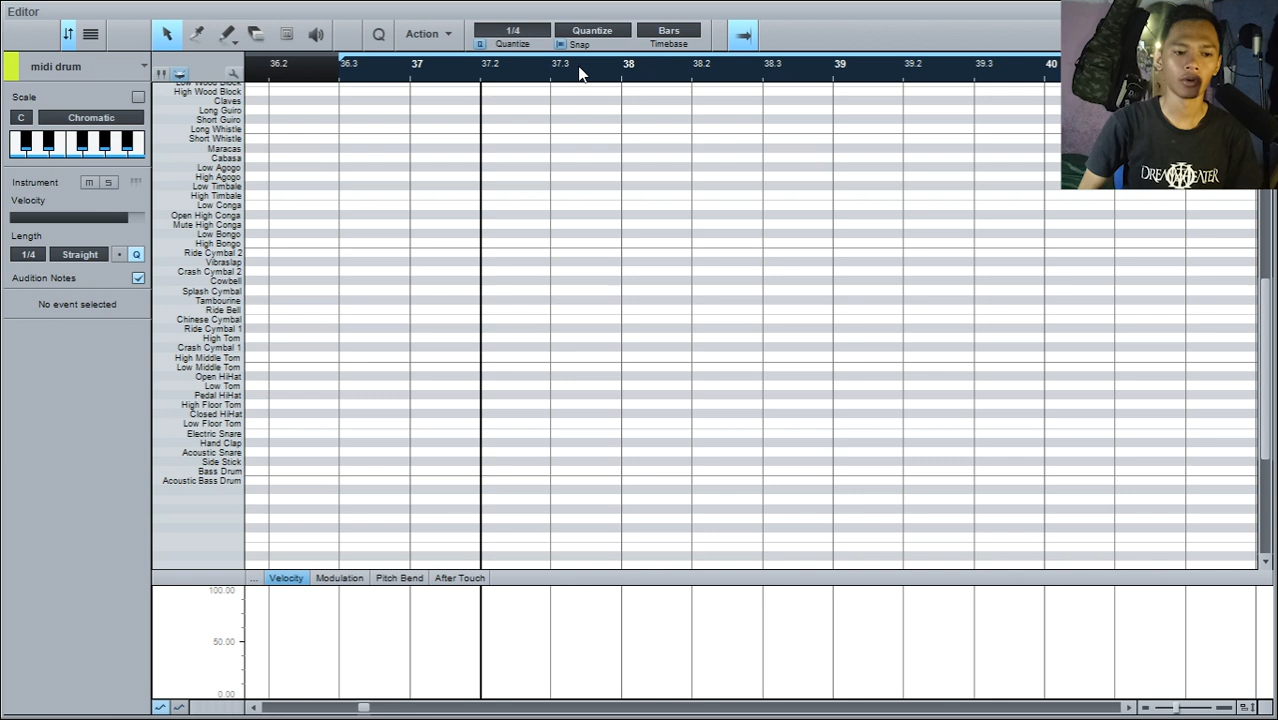 Editor
Action
1/4
Quantize
Bars
Quantize
Snap
Timebase
midi drum
36.2
36.3
37
37.2
37.3
38
38.2
38.3
39
39.2
39.3
40
Scale
C
Chromatic
Instrument
m
s
Velocity
Length
1/4
Straight
Q
Audition Notes
No event selected
Low Wood Block
High Wood Block
Claves
Long Guiro
Short Guiro
Long Whistle
Short Whistle
Maracas
Cabasa
Low Agogo
High Agogo
Low Timbale
High Timbale
Low Conga
Open High Conga
Mute High Conga
Low Bongo
High Bongo
Ride Cymbal 2
Vibraslap
Crash Cymbal 2
Cowbell
Splash Cymbal
Tambourine
Ride Bell
Chinese Cymbal
Ride Cymbal 1
High Tom
Crash Cymbal 1
High Middle Tom
Low Middle Tom
Open HiHat
Low Tom
Pedal HiHat
High Floor Tom
Closed HiHat
Low Floor Tom
Electric Snare
Hand Clap
Acoustic Snare
Side Stick
Bass Drum
Acoustic Bass Drum
...
Velocity
Modulation
Pitch Bend
After Touch
100.00
50.00
0.00
DREAM THEATER